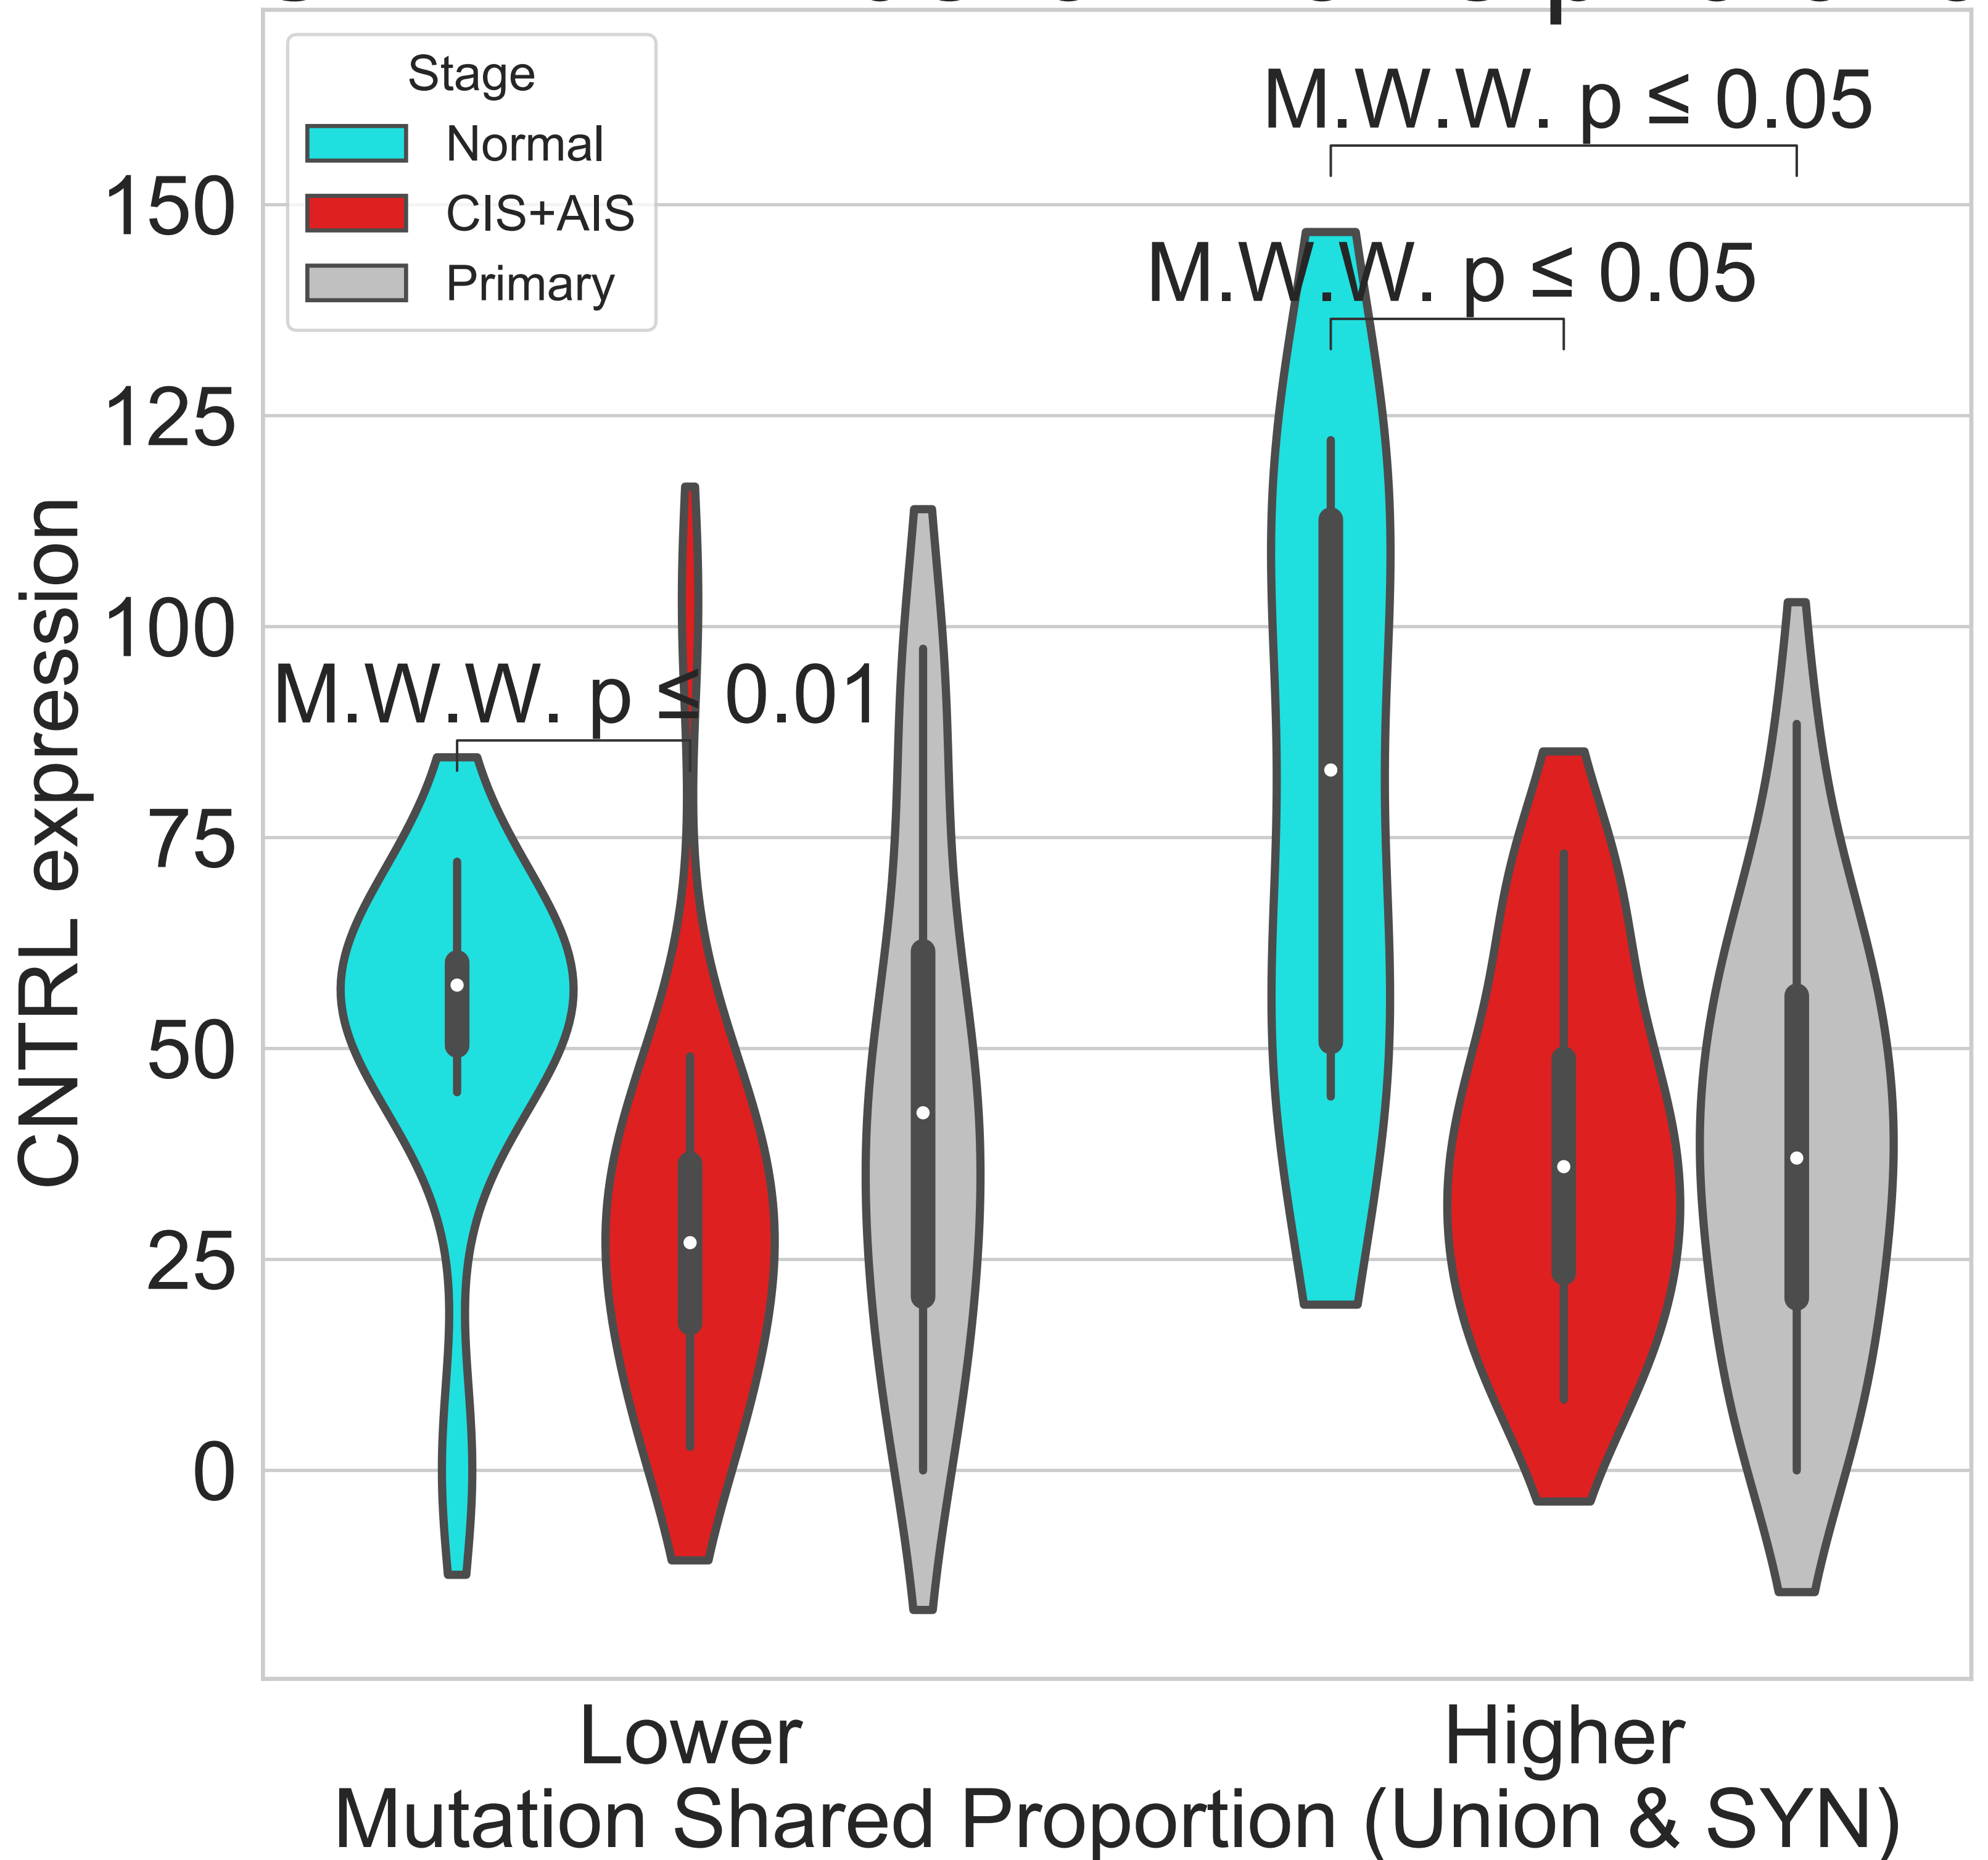 Stage
Normal
CIS+AIS
Primary
M.W.W. p ≤ 0.05
M.W.W. p ≤ 0.05
M.W.W. p ≤ 0.01
150
125
100
75
50
25
0
CNTRL expression
Lower
Higher
Mutation Shared Proportion (Union & SYN)